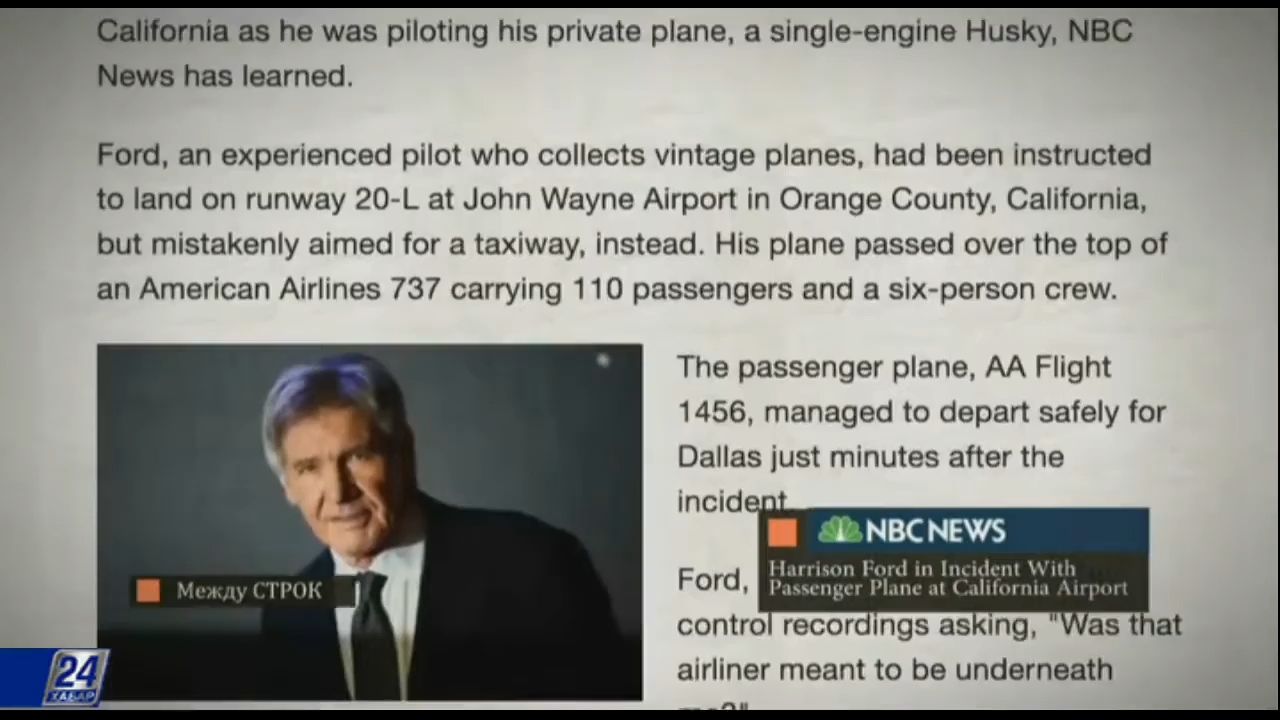 California as he was piloting his private plane, a single-engine Husky, NBC
News has learned.
Ford, an experienced pilot who collects vintage planes, had been instructed
to land on runway 20-L at John Wayne Airport in Orange County, California,
but mistakenly aimed for a taxiway, instead. His plane passed over the top of
an American Airlines 737 carrying 110 passengers and a six-person crew.
The passenger plane, AA Flight
1456, managed to depart safely for
Dallas just minutes after the
incident.
NBC NEWS
Harrison Ford in Incident With
Passenger Plane at California Airport
Ford,
control recordings asking, "Was that
airliner meant to be underneath
Между СТРОК
24
ХАБАР